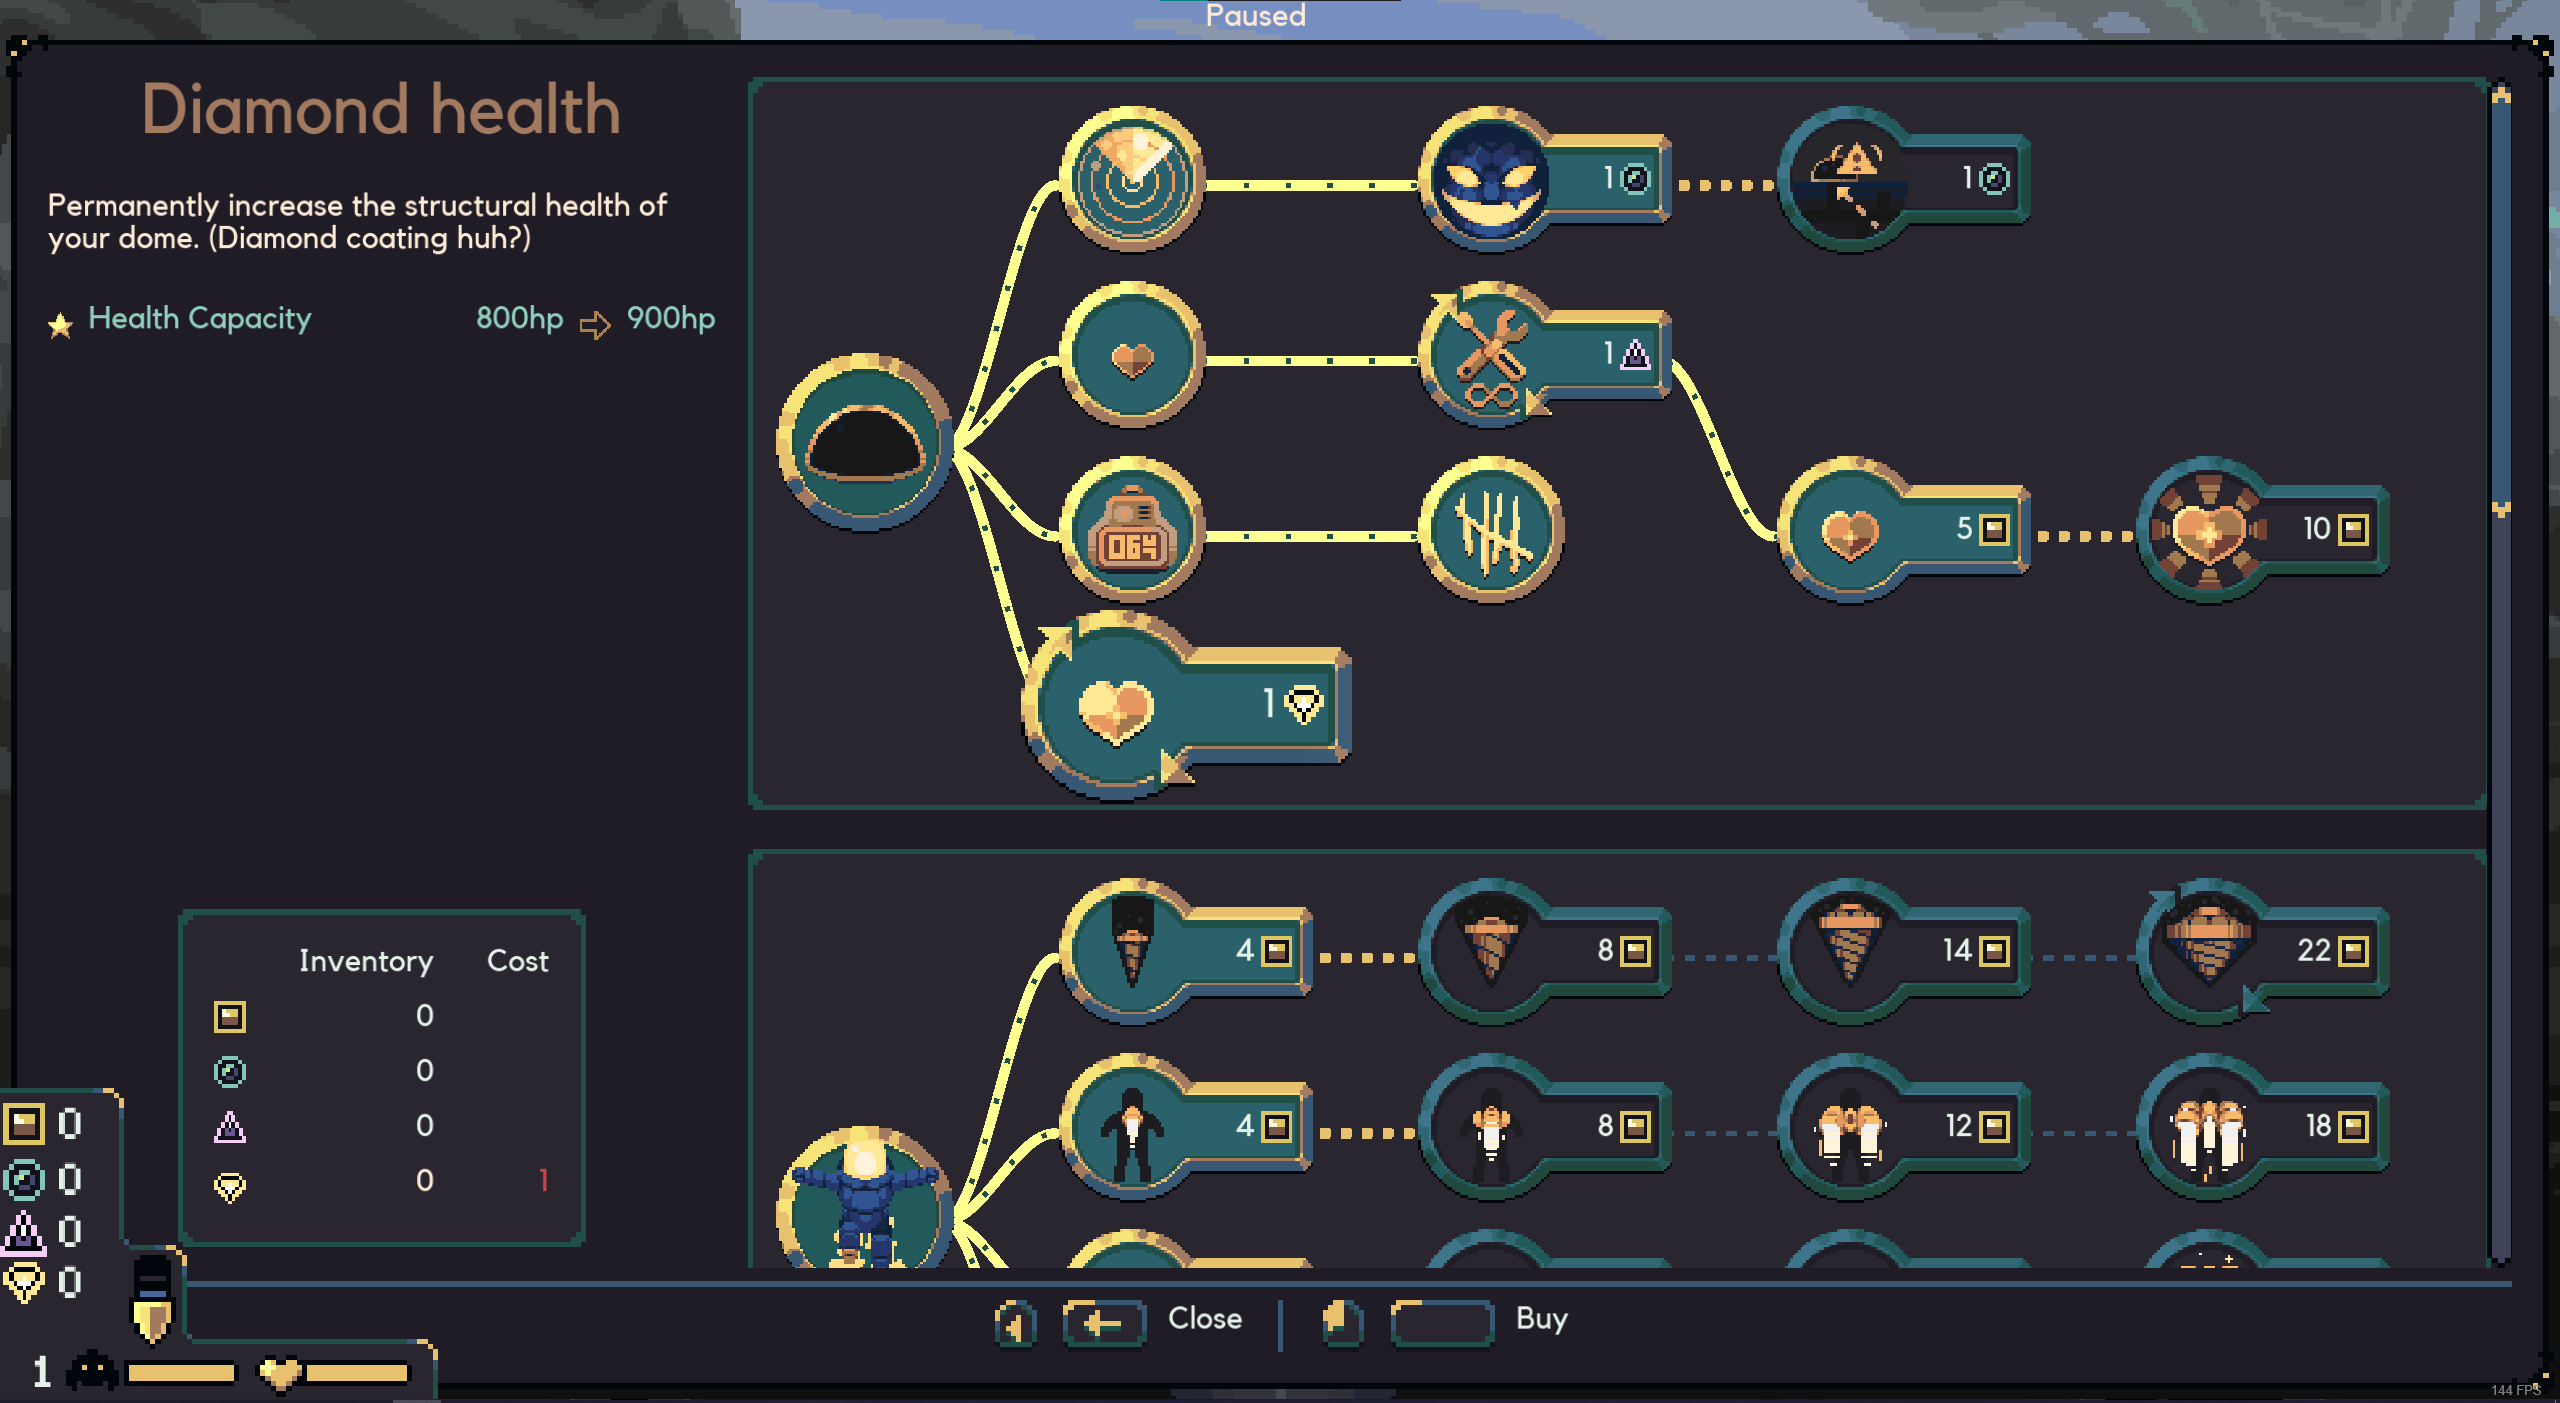 Paused
Diamond health
Permanently increase the structural health of
your dome. (Diamond coating huh?)
Health Capacity 800hp 900hp
1 1
1
064 5 10
1
4 8 14 22
4 8 12 18
Inventory Cost
0
0
0
0 1
0
0
0
0
1
Close Buy
144 FPS